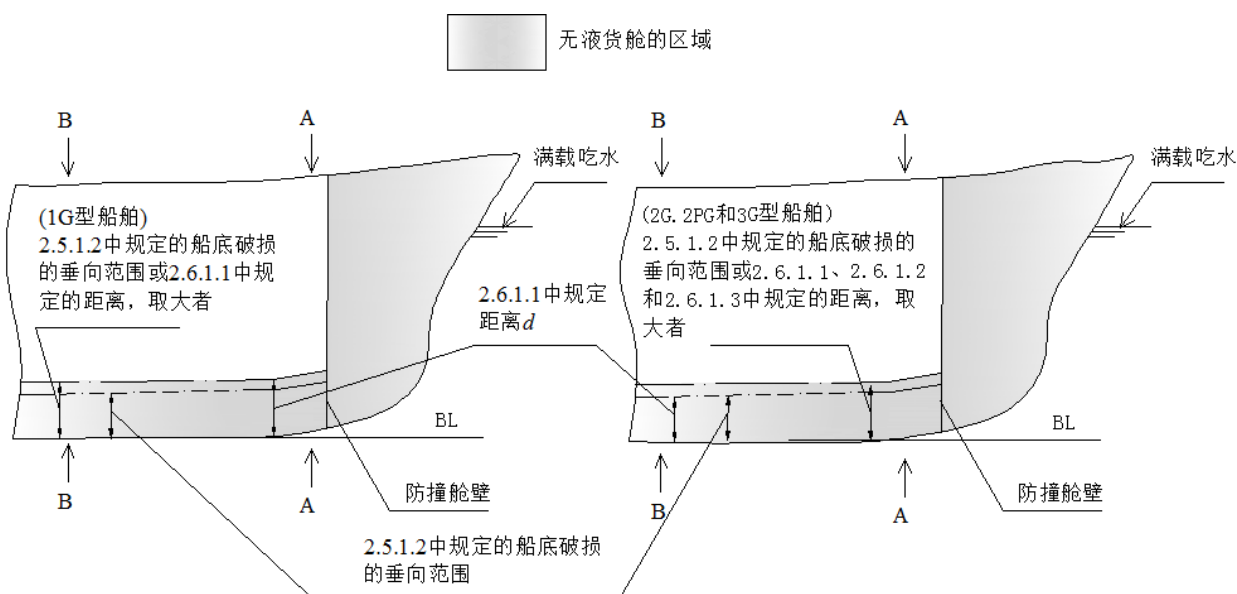 无液货舱的区域
B
A
满载吃水
(1G型船舶)
2.5.1.2中规定的船底破损
的垂向范围或2.6.1.1中规
定的距离，取大者
2.6.1.1中规定
距离d
BL
防撞舱壁
B
A
2.5.1.2中规定的船底破损
的垂向范围
B
A
满载吃水
(2G.2PG和3G型船舶)
2.5.1.2中规定的船底破损的
垂向范围或2.6.1.1、2.6.1.2
和2.6.1.3中规定的距离，取
大者
BL
防撞舱壁
B
A